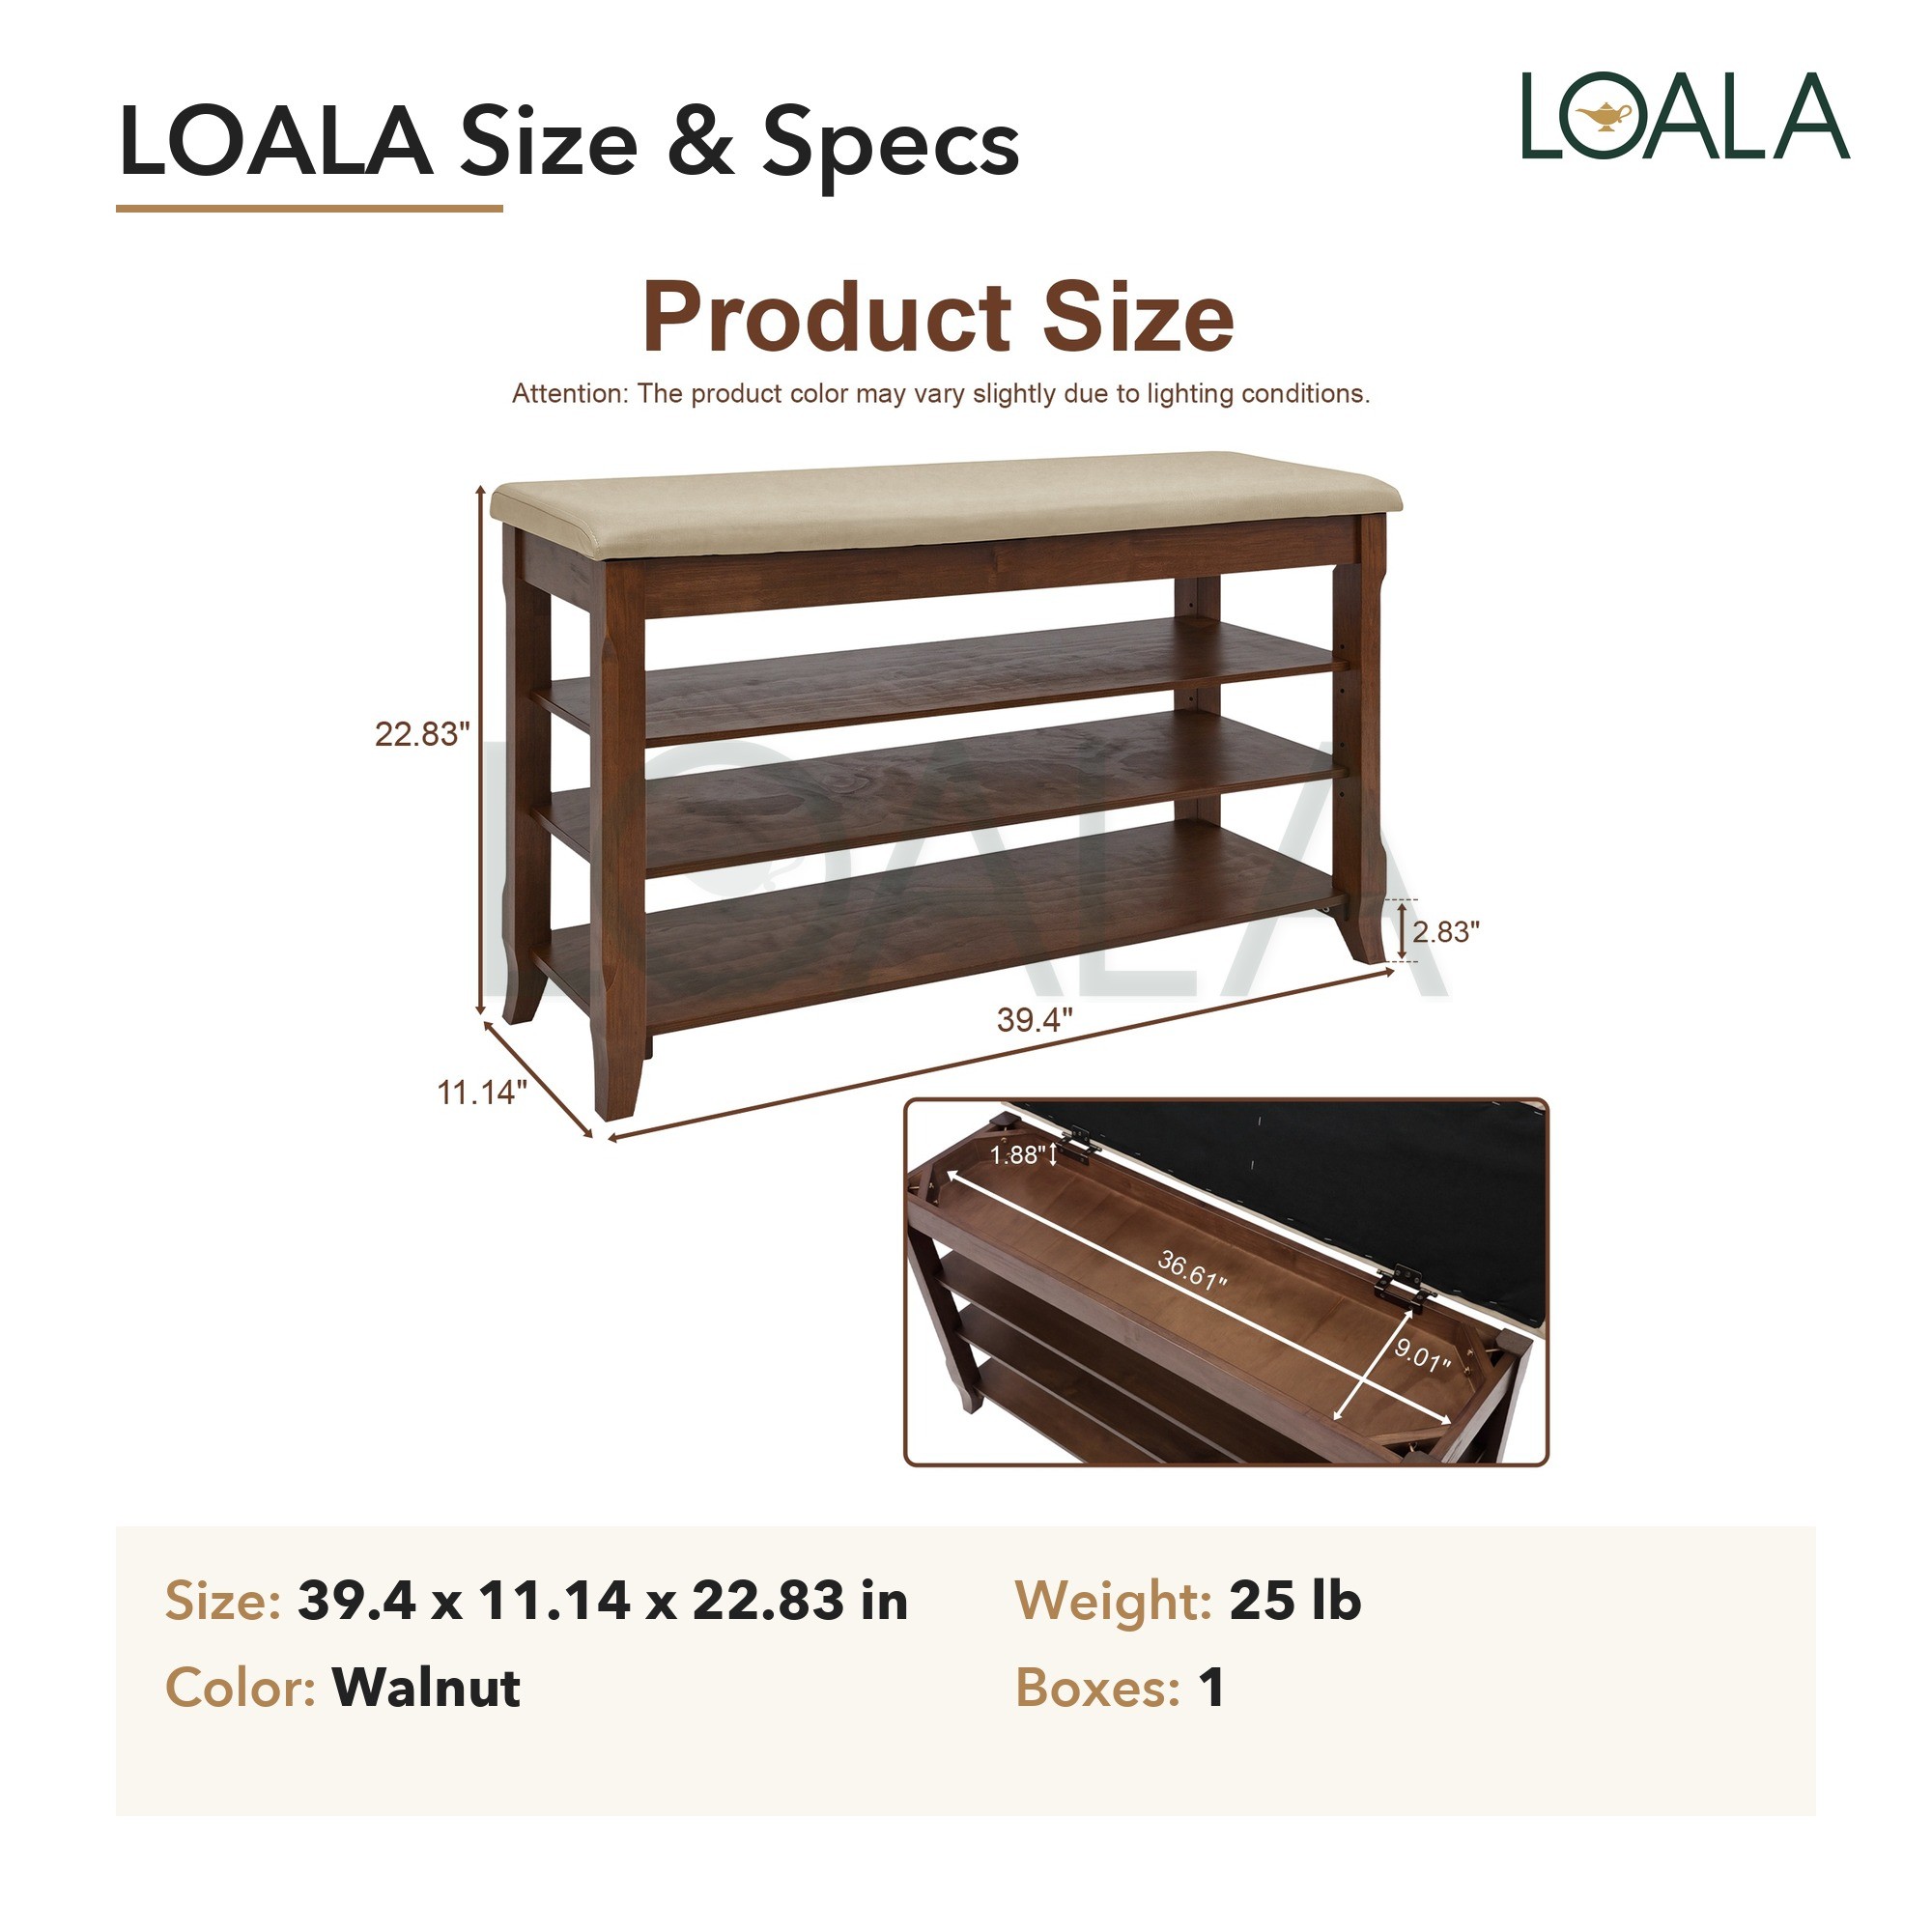 LOALA Size & Specs
LOALA
Product Size
Attention: The product color may vary slightly due to lighting conditions.
22.83"
LOALA
2.83"
39.4"
11.14"
1.88"
36.61"
9.01"
Size: 39.4 x 11.14 x 22.83 in
Weight: 25 lb
Color: Walnut
Boxes: 1